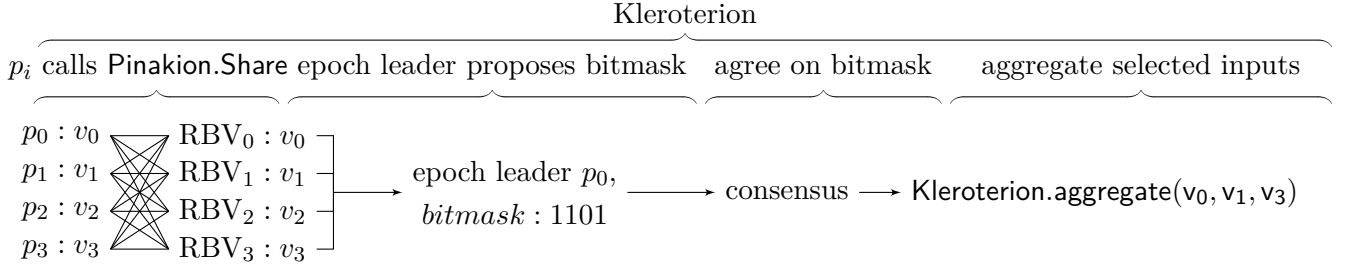 Kleroterion
p_i calls Pinakion.Share epoch leader proposes bitmask agree on bitmask aggregate selected inputs
p_0 : v_0 RBV_0 : v_0
p_1 : v_1 RBV_1 : v_1
p_2 : v_2 RBV_2 : v_2
p_3 : v_3 RBV_3 : v_3
epoch leader p_0,
bitmask : 1101
consensus
Kleroterion.aggregate(v_0, v_1, v_3)